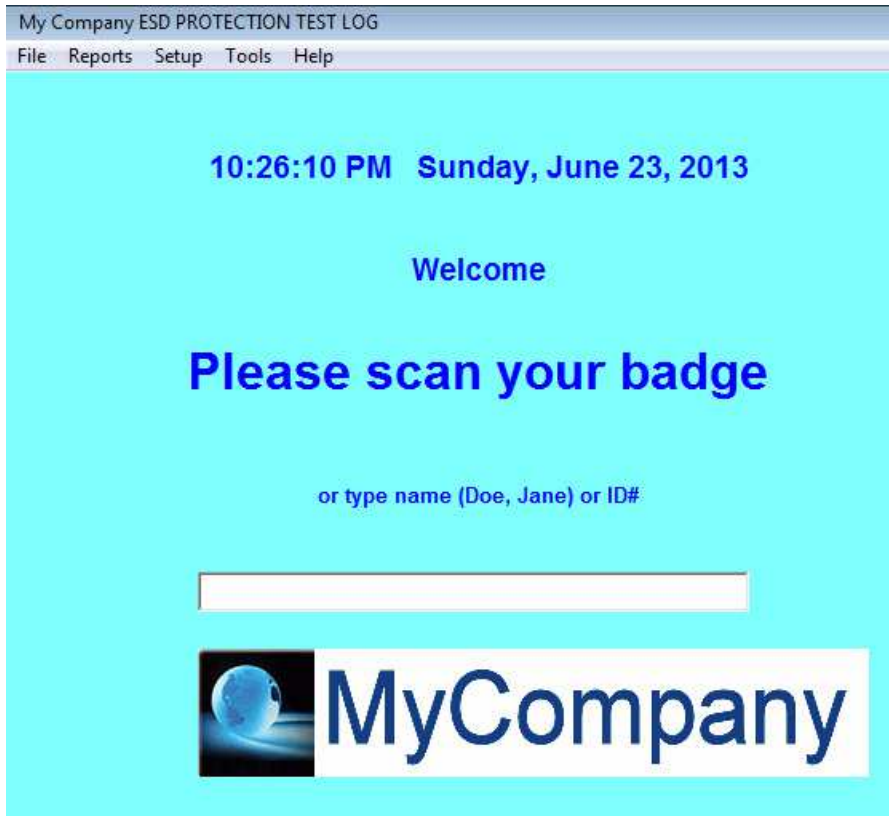 My Company ESD PROTECTION TEST LOG
File Reports Setup Tools Help
10:26:10 PM Sunday, June 23, 2013
Welcome
Please scan your badge
or type name (Doe, Jane) or ID#
MyCompany